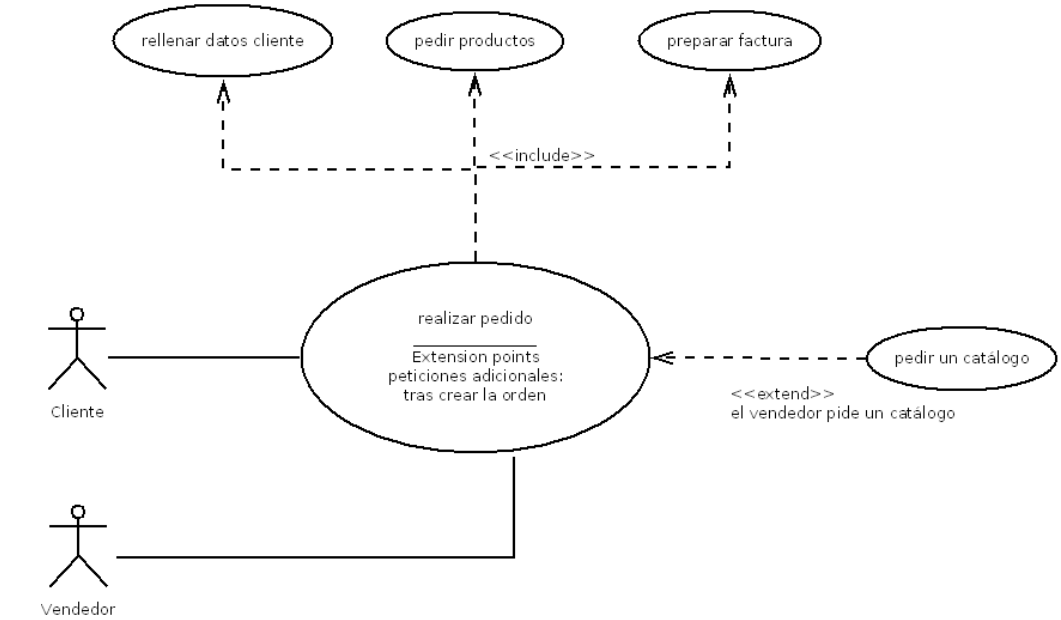 rellenar datos cliente
pedir productos
preparar factura
<<include>>
realizar pedido
Extension points
peticiones adicionales:
tras crear la orden
pedir un catálogo
<<extend>>
el vendedor pide un catálogo
Cliente
Vendedor